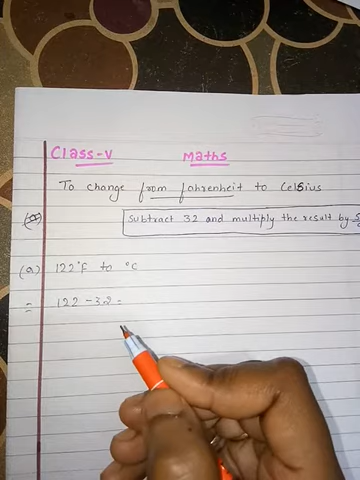 Class-V Maths
To change from fahrenheit to Celsius
Subtract 32 and multiply the result by
(a) 122°F to °C
= 122 - 32 =